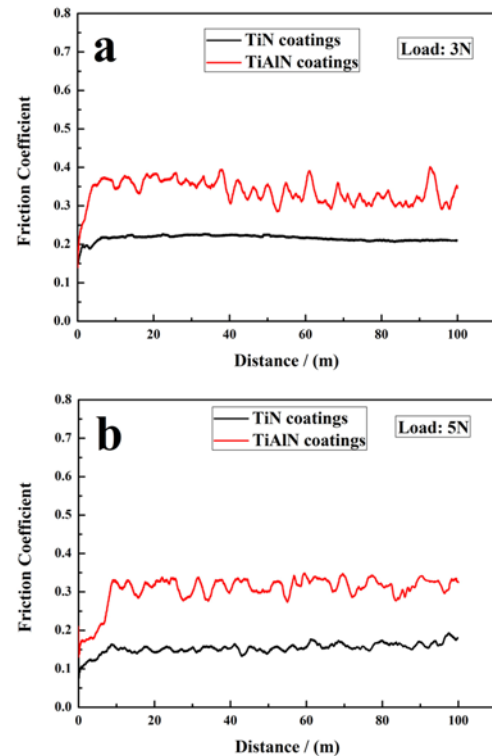 0.8
a
TiN coatings
TiAlN coatings
Load: 3N
0.7
0.6
0.5
0.4
0.3
0.2
0.1
0.0
Friction Coefficient
0 20 40 60 80 100
Distance / (m)
0.8
b
TiN coatings
TiAlN coatings
Load: 5N
0.7
0.6
0.5
0.4
0.3
0.2
0.1
0.0
Friction Coefficient
0 20 40 60 80 100
Distance / (m)